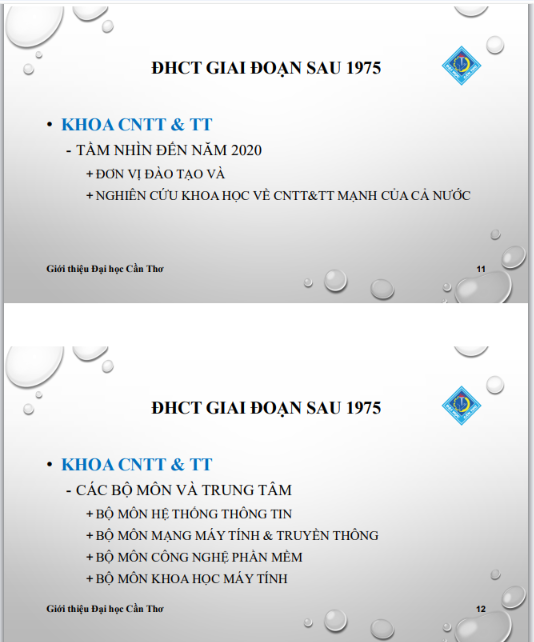 ĐHCT GIAI ĐOẠN SAU 1975
• KHOA CNTT & TT
- TẦM NHÌN ĐẾN NĂM 2020
+ ĐƠN VỊ ĐÀO TẠO VÀ
+ NGHIÊN CỨU KHOA HỌC VỀ CNTT&TT MẠNH CỦA CẢ NƯỚC
Giới thiệu Đại học Cần Thơ 11
ĐHCT GIAI ĐOẠN SAU 1975
• KHOA CNTT & TT
- CÁC BỘ MÔN VÀ TRUNG TÂM
+ BỘ MÔN HỆ THỐNG THÔNG TIN
+ BỘ MÔN MẠNG MÁY TÍNH & TRUYỀN THÔNG
+ BỘ MÔN CÔNG NGHỆ PHẦN MỀM
+ BỘ MÔN KHOA HỌC MÁY TÍNH
Giới thiệu Đại học Cần Thơ 12